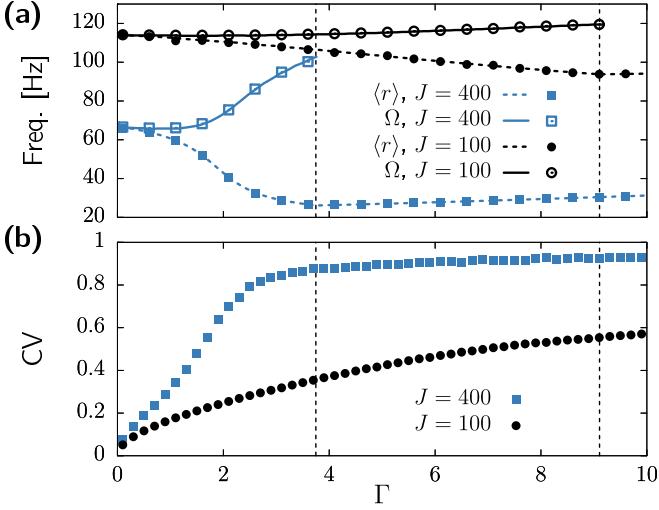 (a)
Freq. [Hz]
120
100
80
60
40
20
⟨r⟩, J = 400
Ω, J = 400
⟨r⟩, J = 100
Ω, J = 100
(b)
CV
1
0.8
0.6
0.4
0.2
0
J = 400
J = 100
0 2 4 6 8 10
Γ